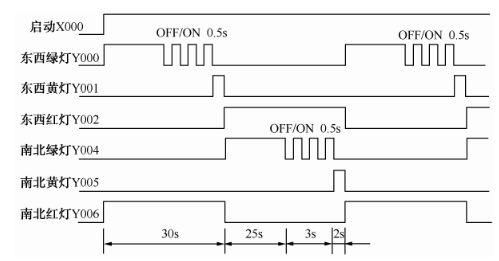 启动X000
OFF/ON 0.5s
OFF/ON 0.5s
东西绿灯Y000
东西黄灯Y001
东西红灯Y002
OFF/ON 0.5s
南北绿灯Y004
南北黄灯Y005
南北红灯Y006
30s 25s 3s 2s